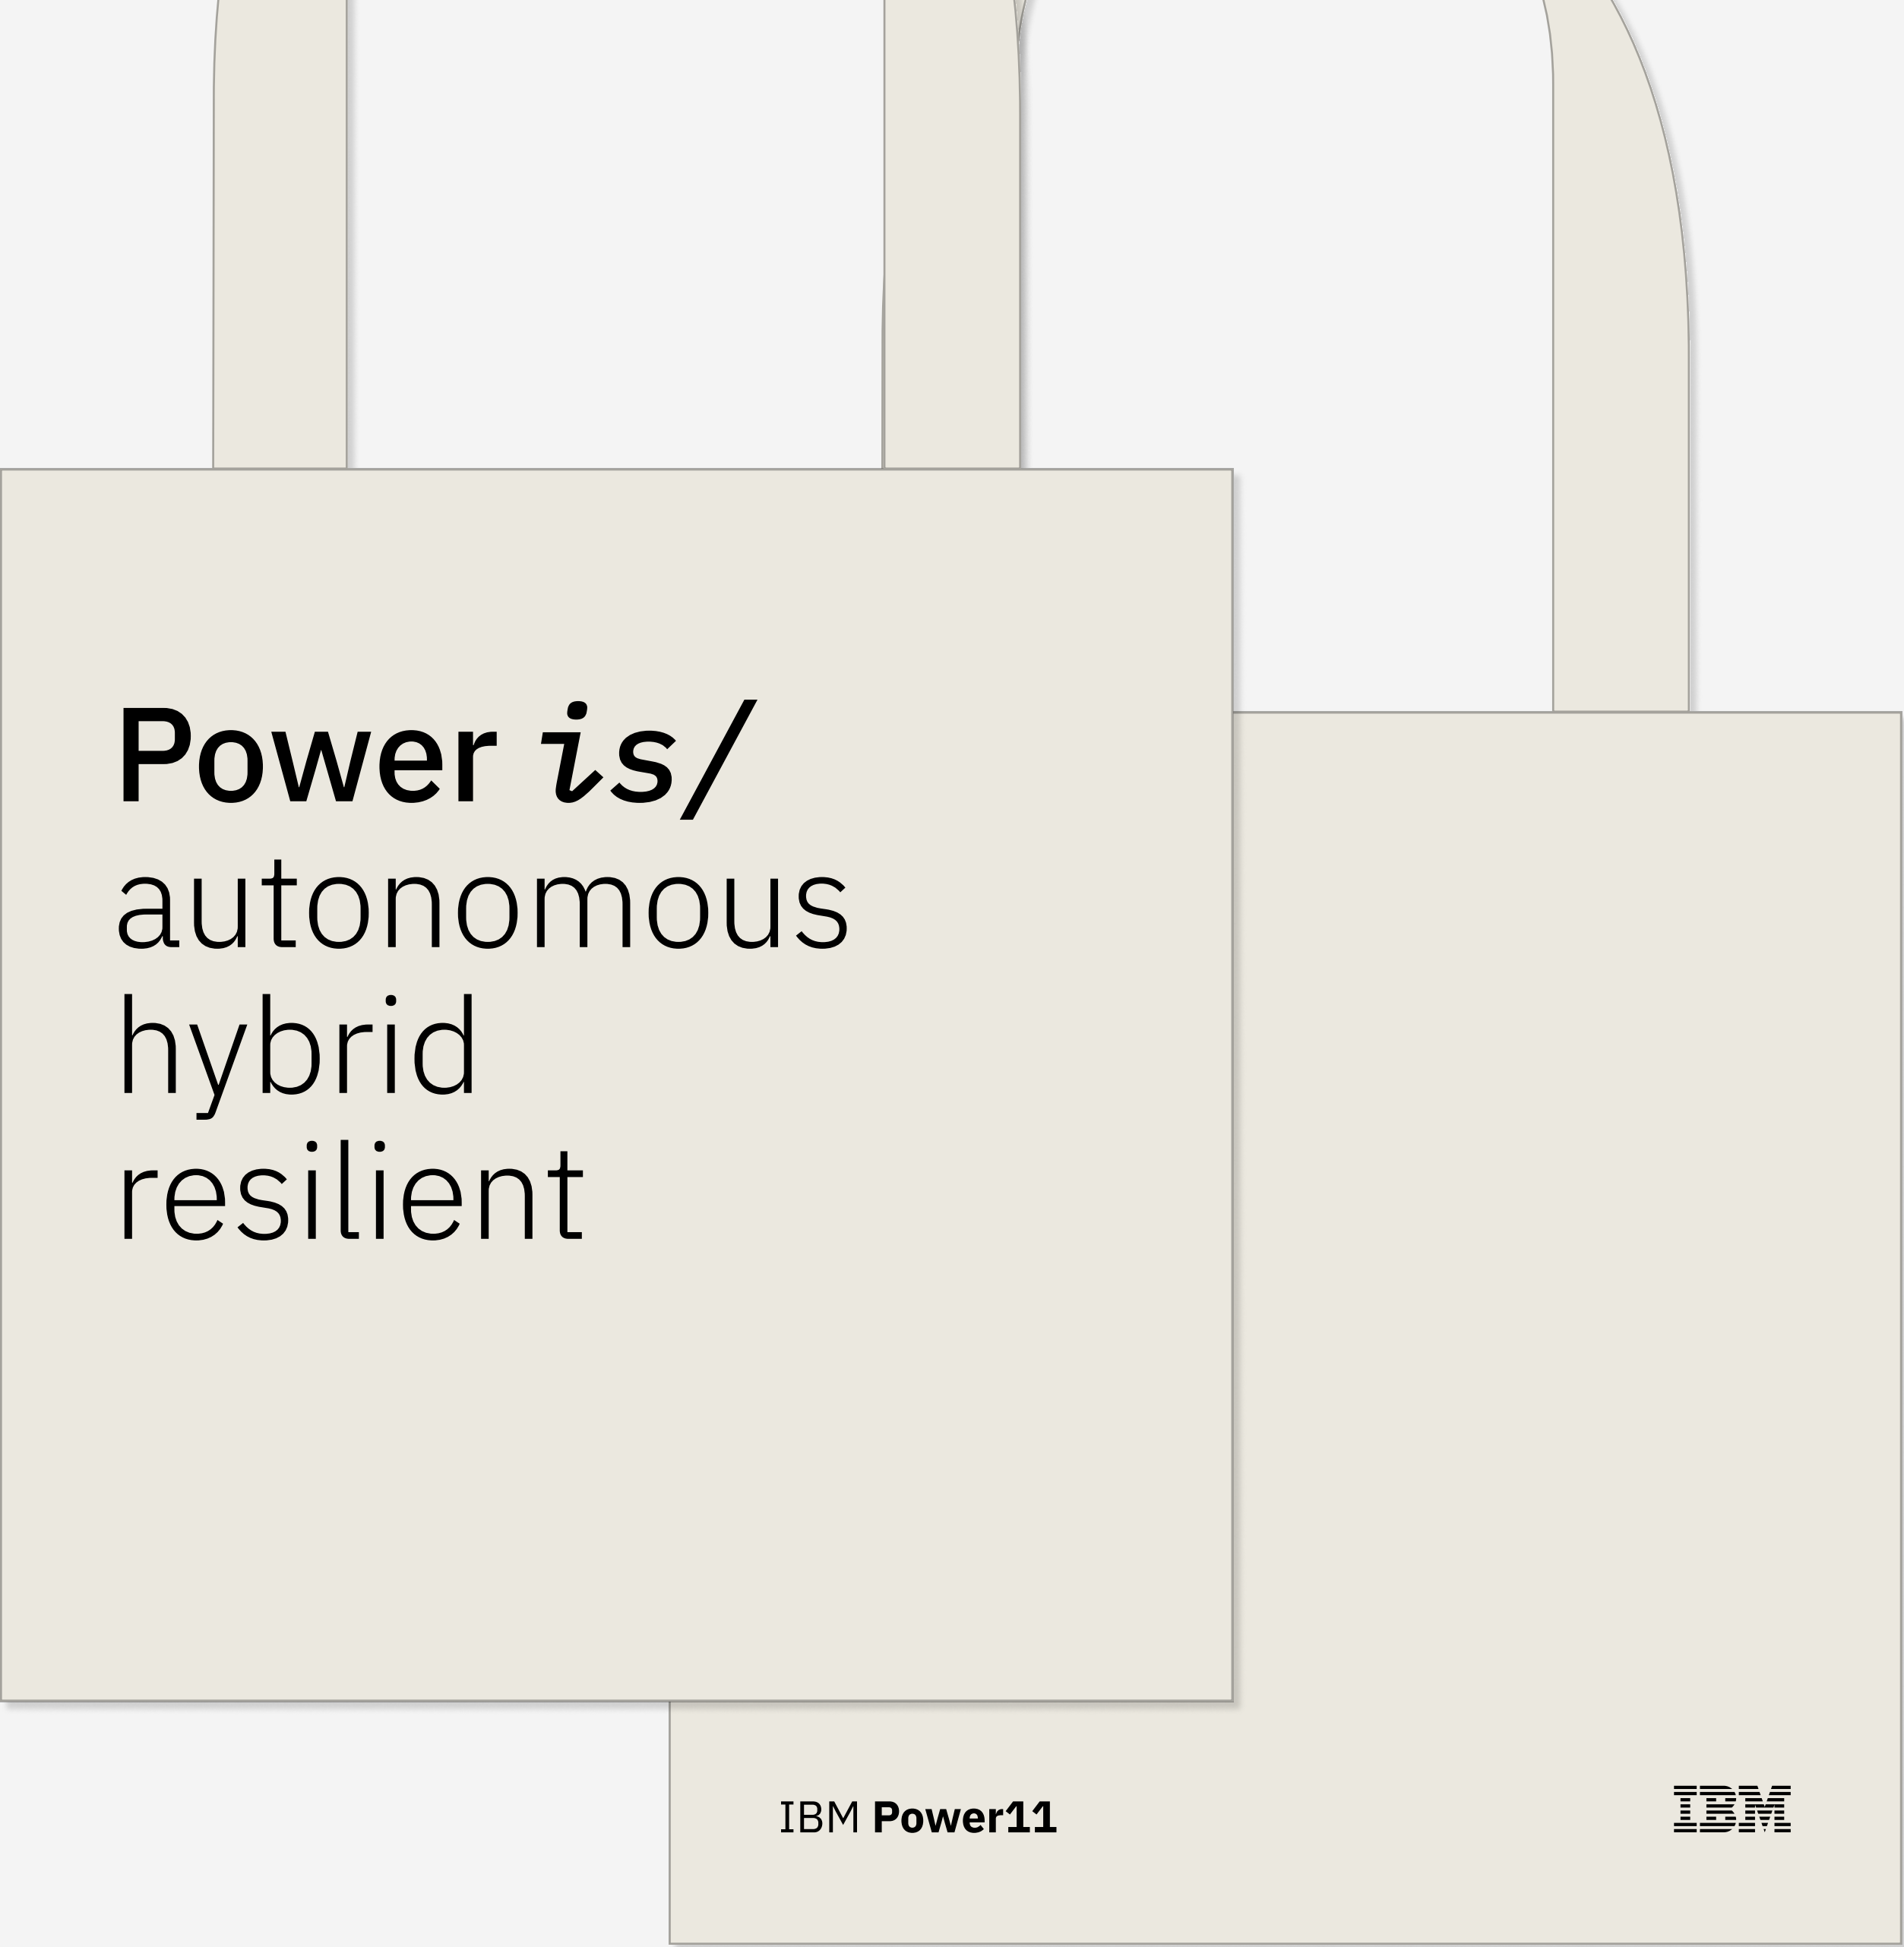 Power is/
autonomous
hybrid
resilient
IBM Power11
IBM